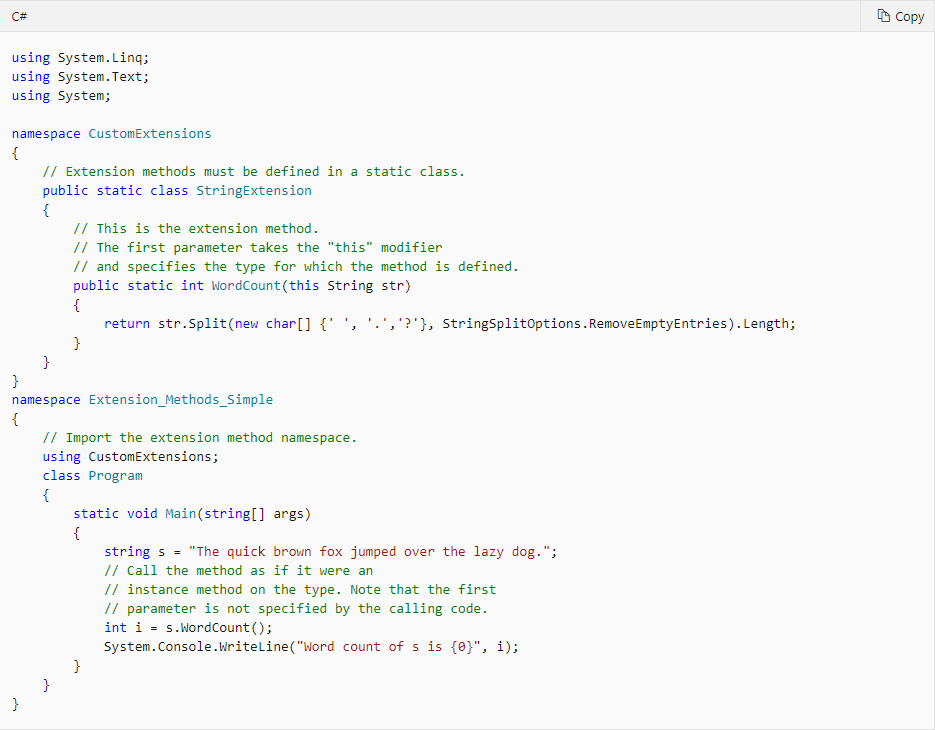 C#
Copy
using System.Linq;
using System.Text;
using System;

namespace CustomExtensions
{
    // Extension methods must be defined in a static class.
    public static class StringExtension
    {
        // This is the extension method.
        // The first parameter takes the "this" modifier
        // and specifies the type for which the method is defined.
        public static int WordCount(this String str)
        {
            return str.Split(new char[] {' ', '.','?'}, StringSplitOptions.RemoveEmptyEntries).Length;
        }
    }
}
namespace Extension_Methods_Simple
{
    // Import the extension method namespace.
    using CustomExtensions;
    class Program
    {
        static void Main(string[] args)
        {
            string s = "The quick brown fox jumped over the lazy dog.";
            // Call the method as if it were an
            // instance method on the type. Note that the first
            // parameter is not specified by the calling code.
            int i = s.WordCount();
            System.Console.WriteLine("Word count of s is {0}", i);
        }
    }
}